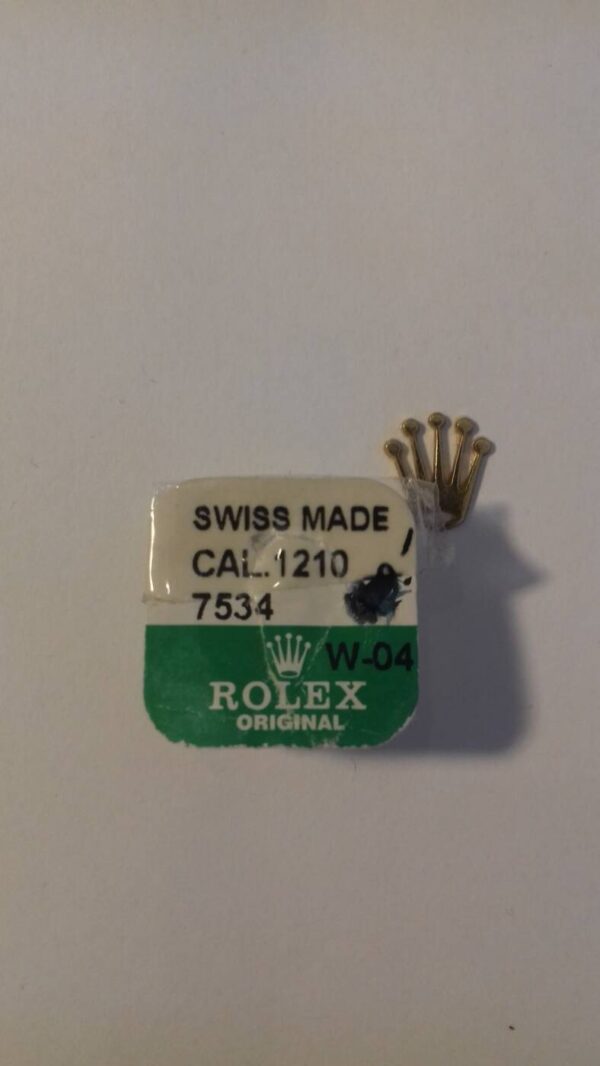 SWISS MADE
CAL. 1210
7534
W-04
ROLEX
ORIGINAL